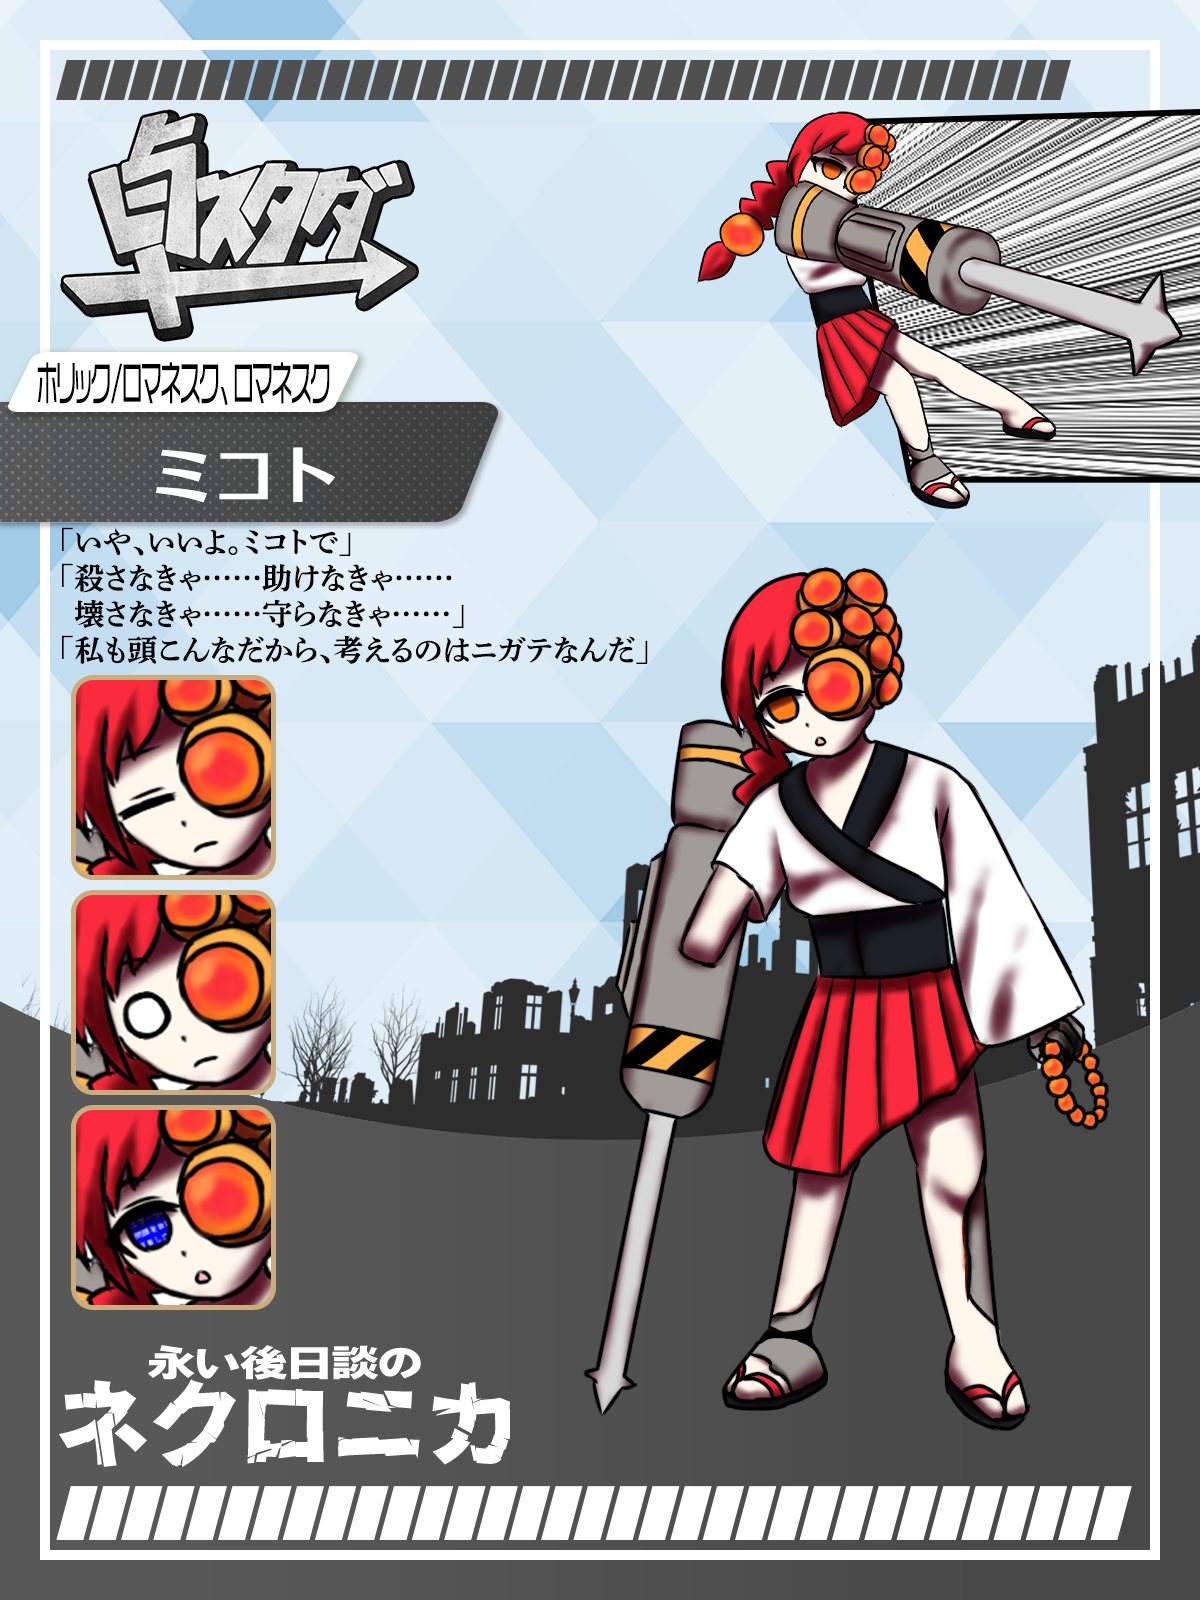 卓スタダ
ホリック/ロマネスク、ロマネスク
ミコト
「いや、いいよ。ミコトで」
「殺さなきゃ……助けなきゃ……
壊さなきゃ……守らなきゃ……」
「私も頭こんなだから、考えるのはニガテなんだ」
永い後日談の
ネクロニカ